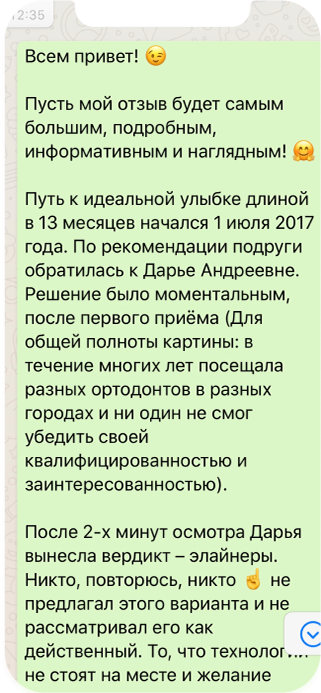 12:35
Всем привет! 😉
Пусть мой отзыв будет самым
большим, подробным,
информативным и наглядным! 🤗
Путь к идеальной улыбке длиной
в 13 месяцев начался 1 июля 2017
года. По рекомендации подруги
обратилась к Дарье Андреевне.
Решение было моментальным,
после первого приёма (Для
общей полноты картины: в
течение многих лет посещала
разных ортодонтов в разных
городах и ни один не смог
убедить своей
квалифицированностью и
заинтересованностью).
После 2-х минут осмотра Дарья
вынесла вердикт – элайнеры.
Никто, повторюсь, никто ☝️ не
предлагал этого варианта и не
рассматривал его как
действенный. То, что технологии
не стоят на месте и желание